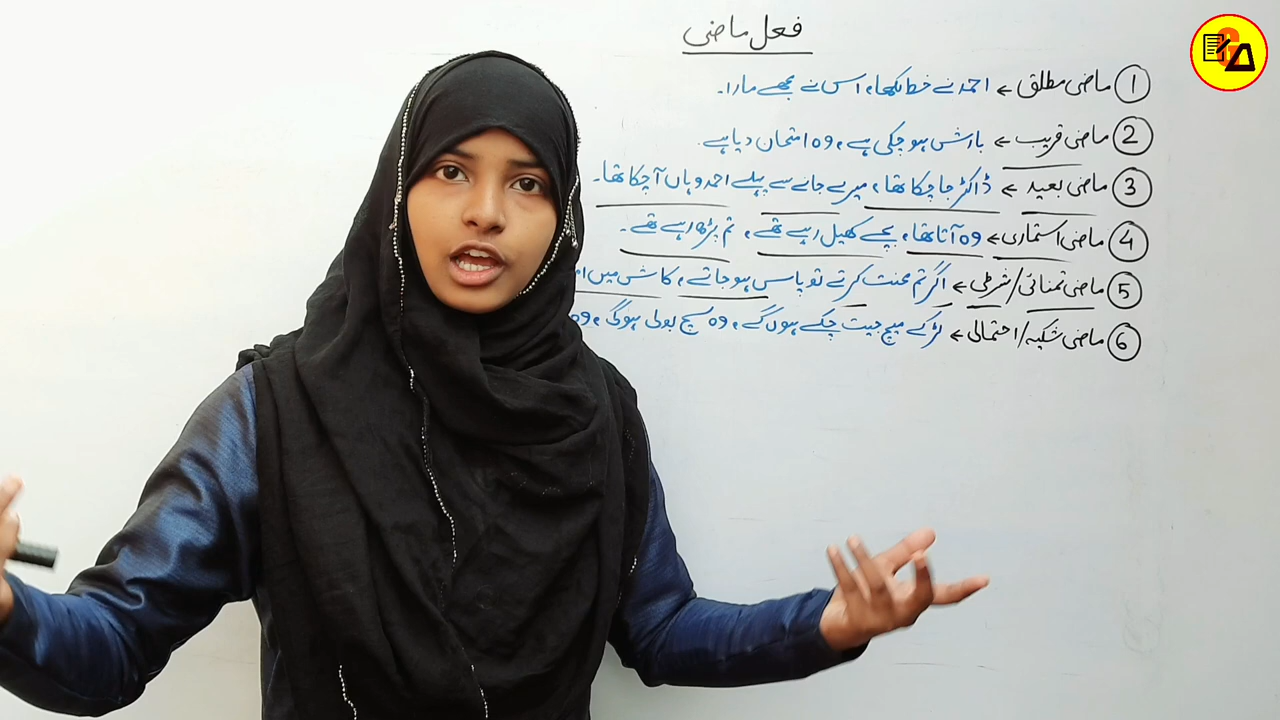 فعل ماضی
① ماضی مطلق ← احمد نے خط لکھا، اس نے مجھے مارا۔
② ماضی قریب ← بارش ہو چکی ہے، وہ امتحان دیا ہے۔
③ ماضی بعید ← ڈاکٹر جا چکا تھا، میرے جانے سے پہلے احمد وہاں آ چکا تھا۔
④ ماضی استمراری ← وہ آتا تھا، بچے کھیل رہے تھے، تم پڑھ رہے تھے۔
⑤ ماضی تمنائی/شرطی ← اگر تم محنت کرتے تو پاس ہو جاتے، کاش میں
⑥ ماضی شکیہ/احتمالی ← لڑکے میچ جیت چکے ہوں گے، وہ سچ بولی ہوگی، وہ